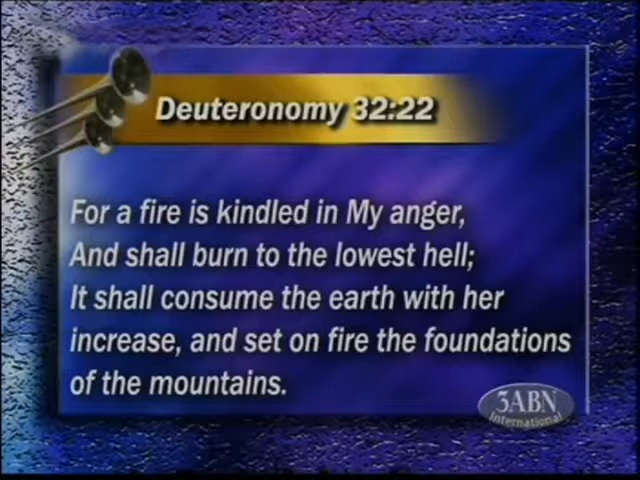 Deuteronomy 32:22
For a fire is kindled in My anger,
And shall burn to the lowest hell;
It shall consume the earth with her
increase, and set on fire the foundations
of the mountains.
3ABN
International